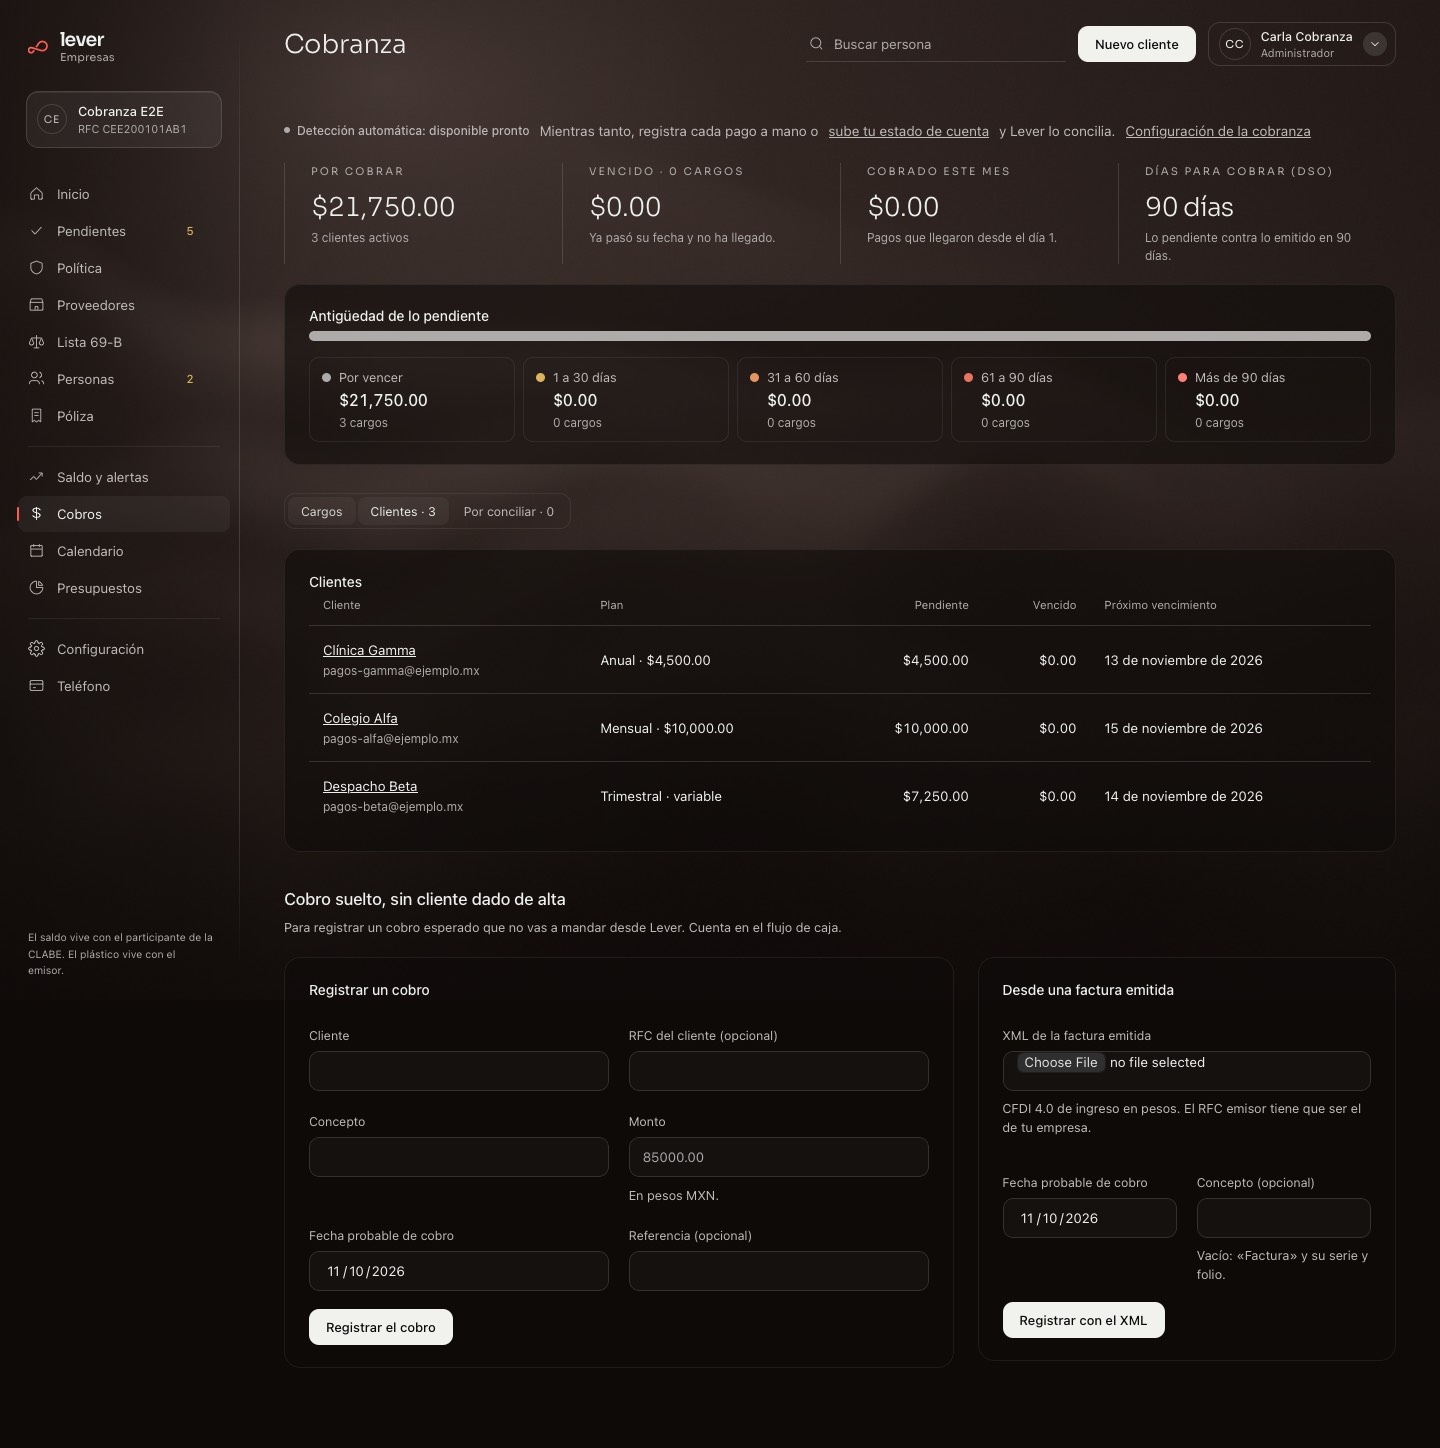 lever
Empresas
Cobranza
Buscar persona
Nuevo cliente
CC
Carla Cobranza
Administrador
CE
Cobranza E2E
RFC CEE200101AB1
Inicio
Pendientes 5
Política
Proveedores
Lista 69-B
Personas 2
Póliza
Saldo y alertas
Cobros
Calendario
Presupuestos
Configuración
Teléfono
El saldo vive con el participante de la
CLABE. El plástico vive con el
emisor.
Detección automática: disponible pronto Mientras tanto, registra cada pago a mano o sube tu estado de cuenta y Lever lo concilia. Configuración de la cobranza
POR COBRAR
$21,750.00
3 clientes activos
VENCIDO · 0 CARGOS
$0.00
Ya pasó su fecha y no ha llegado.
COBRADO ESTE MES
$0.00
Pagos que llegaron desde el día 1.
DÍAS PARA COBRAR (DSO)
90 días
Lo pendiente contra lo emitido en 90
días.
Antigüedad de lo pendiente
Por vencer
$21,750.00
3 cargos
1 a 30 días
$0.00
0 cargos
31 a 60 días
$0.00
0 cargos
61 a 90 días
$0.00
0 cargos
Más de 90 días
$0.00
0 cargos
Cargos Clientes · 3 Por conciliar · 0
Clientes
Cliente Plan Pendiente Vencido Próximo vencimiento
Clínica Gamma
pagos-gamma@ejemplo.mx
Anual · $4,500.00 $4,500.00 $0.00 13 de noviembre de 2026
Colegio Alfa
pagos-alfa@ejemplo.mx
Mensual · $10,000.00 $10,000.00 $0.00 15 de noviembre de 2026
Despacho Beta
pagos-beta@ejemplo.mx
Trimestral · variable $7,250.00 $0.00 14 de noviembre de 2026
Cobro suelto, sin cliente dado de alta
Para registrar un cobro esperado que no vas a mandar desde Lever. Cuenta en el flujo de caja.
Registrar un cobro
Cliente
RFC del cliente (opcional)
Concepto
Monto
85000.00
En pesos MXN.
Fecha probable de cobro
11/10/2026
Referencia (opcional)
Registrar el cobro
Desde una factura emitida
XML de la factura emitida
Choose File no file selected
CFDI 4.0 de ingreso en pesos. El RFC emisor tiene que ser el
de tu empresa.
Fecha probable de cobro
11/10/2026
Concepto (opcional)
Vacío: «Factura» y su serie y
folio.
Registrar con el XML